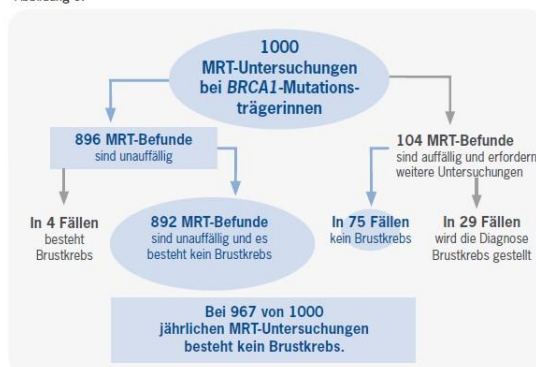 1000
MRT-Untersuchungen
bei BRCA1-Mutations-
trägerinnen
896 MRT-Befunde
sind unauffällig
104 MRT-Befunde
sind auffällig und erfordern
weitere Untersuchungen
In 4 Fällen
besteht
Brustkrebs
892 MRT-Befunde
sind unauffällig und es
besteht kein Brustkrebs
In 75 Fällen
kein Brustkrebs
In 29 Fällen
wird die Diagnose
Brustkrebs gestellt
Bei 967 von 1000
jährlichen MRT-Untersuchungen
besteht kein Brustkrebs.